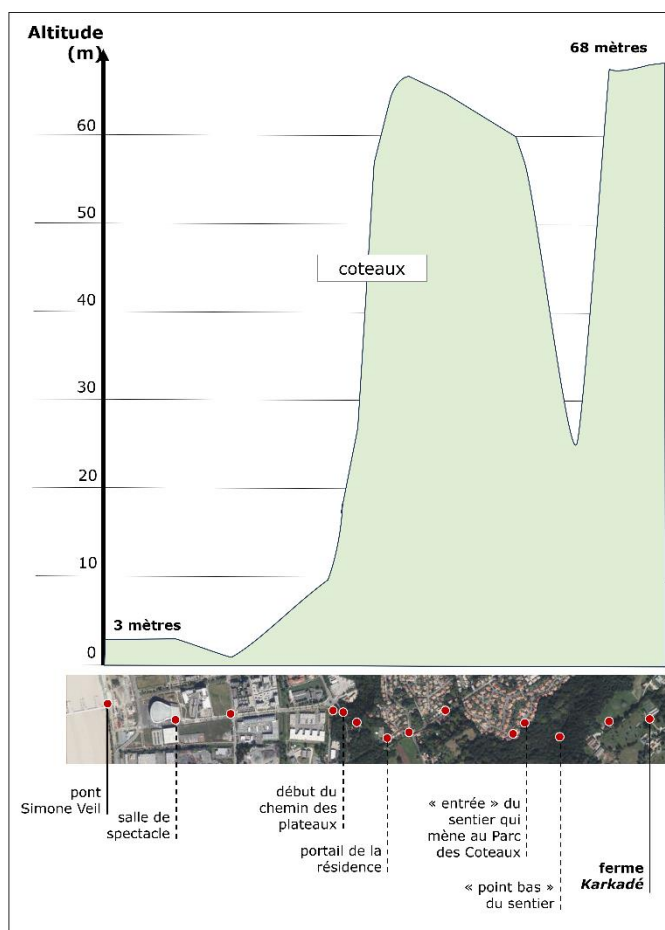 Altitude
(m)
68 mètres
60
50
coteaux
40
30
20
10
3 mètres
0
pont
Simone Veil
salle de
spectacle
début du
chemin des
plateaux
portail de la
résidence
« entrée » du
sentier qui
mène au Parc
des Coteaux
« point bas »
du sentier
ferme
Karkadé